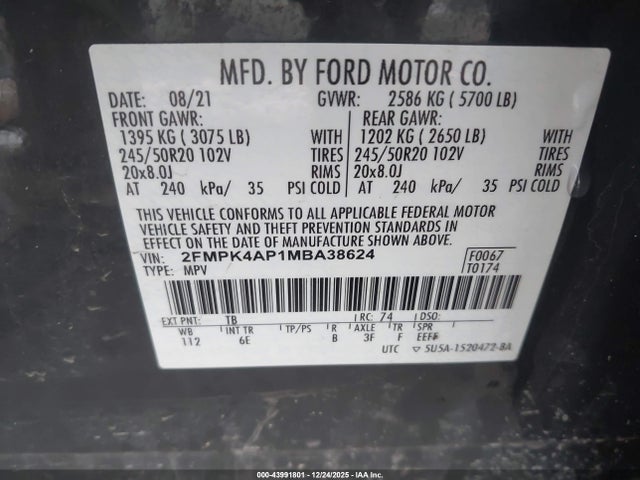 MFD. BY FORD MOTOR CO.
DATE: 08/21 GVWR: 2586 KG ( 5700 LB)
FRONT GAWR: REAR GAWR:
1395 KG ( 3075 LB) WITH 1202 KG ( 2650 LB) WITH
245/50R20 102V TIRES 245/50R20 102V TIRES
20x8.0J RIMS 20x8.0J RIMS
AT 240 kPa/ 35 PSI COLD AT 240 kPa/ 35 PSI COLD
THIS VEHICLE CONFORMS TO ALL APPLICABLE FEDERAL MOTOR
VEHICLE SAFETY AND THEFT PREVENTION STANDARDS IN
EFFECT ON THE DATE OF MANUFACTURE SHOWN ABOVE.
VIN: 2FMPK4AP1MBA38624 F0067
TYPE: MPV T0174
EXT PNT: TB RC: 74 DSO:
WB INT TR TP/PS R AXLE TR SPR
112 6E B 3F F EEFF
UTC ▽ 5U5A-1520472-BA
000-43991801 - 12/24/2025 - IAA Inc.